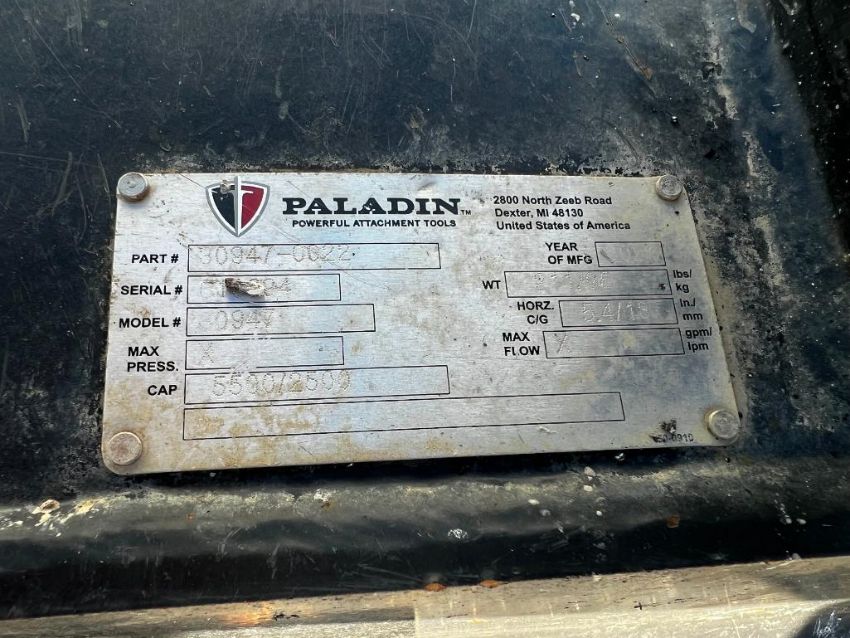 PALADIN™
POWERFUL ATTACHMENT TOOLS
2800 North Zeeb Road
Dexter, MI 48130
United States of America
PART # 30947-0022
SERIAL #
MODEL #
MAX PRESS. X
CAP 5500/2500
YEAR OF MFG
WT lbs/ kg
HORZ. C/G in./ mm
MAX FLOW X gpm/ lpm